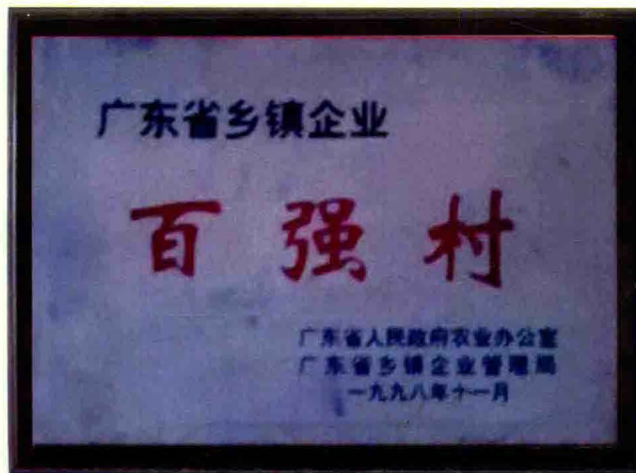 广东省乡镇企业
百强村
广东省人民政府农业办公室
广东省乡镇企业管理局
一九九八年十一月